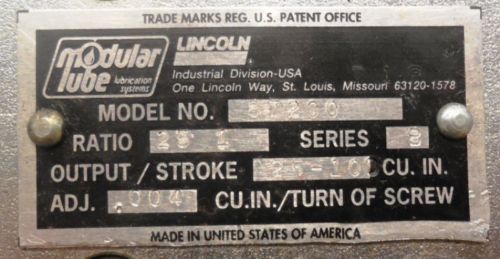 TRADE MARKS REG. U.S. PATENT OFFICE
modular lube
lubrication systems
LINCOLN
Industrial Division-USA
One Lincoln Way, St. Louis, Missouri 63120-1578
MODEL NO.
RATIO
SERIES
OUTPUT / STROKE CU. IN.
ADJ. .004 CU.IN./TURN OF SCREW
MADE IN UNITED STATES OF AMERICA